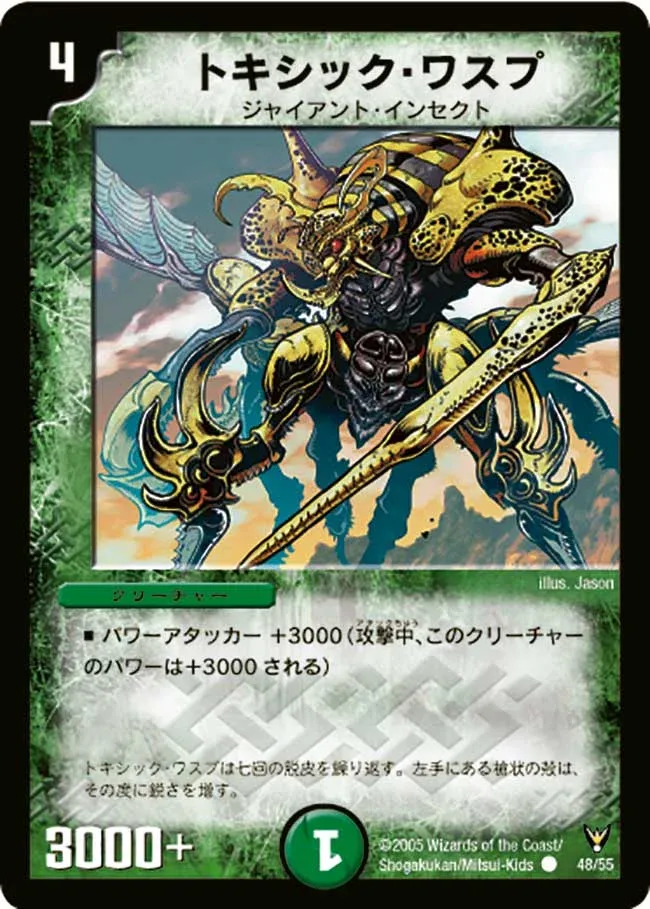 4
トキシック・ワスプ
ジャイアント・インセクト
illus. Jason
クリーチャー
■ パワーアタッカー +3000(攻撃中、このクリーチャー
のパワーは+3000 される)
トキシック・ワスプは七回の脱皮を繰り返す。左手にある槍状の殻は、
その度に鋭さを増す。
3000+
1
©2005 Wizards of the Coast/
Shogakukan/Mitsui-Kids
48/55